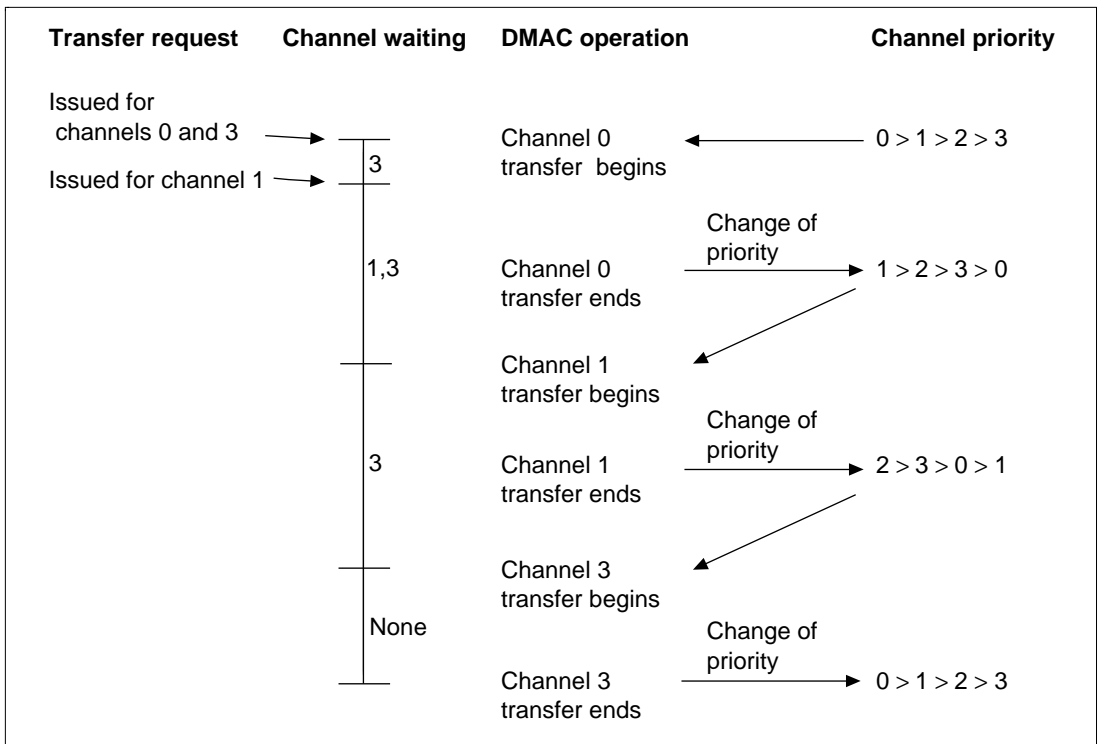 Transfer request Channel waiting DMAC operation Channel priority
Issued for
channels 0 and 3
3
Channel 0
transfer begins
0 > 1 > 2 > 3
Issued for channel 1
1,3
Channel 0
transfer ends
Change of
priority
1 > 2 > 3 > 0
Channel 1
transfer begins
3
Channel 1
transfer ends
Change of
priority
2 > 3 > 0 > 1
Channel 3
transfer begins
None
Channel 3
transfer ends
Change of
priority
0 > 1 > 2 > 3